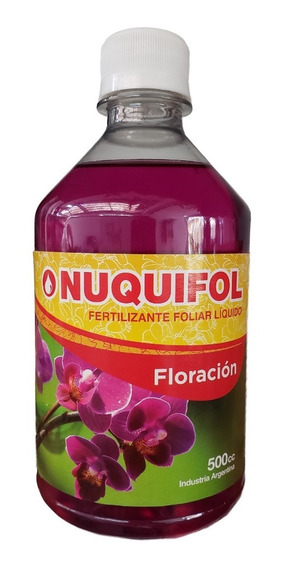 NUQUIFOL
FERTILIZANTE FOLIAR LÍQUIDO
Floración
500cc
Industria Argentina